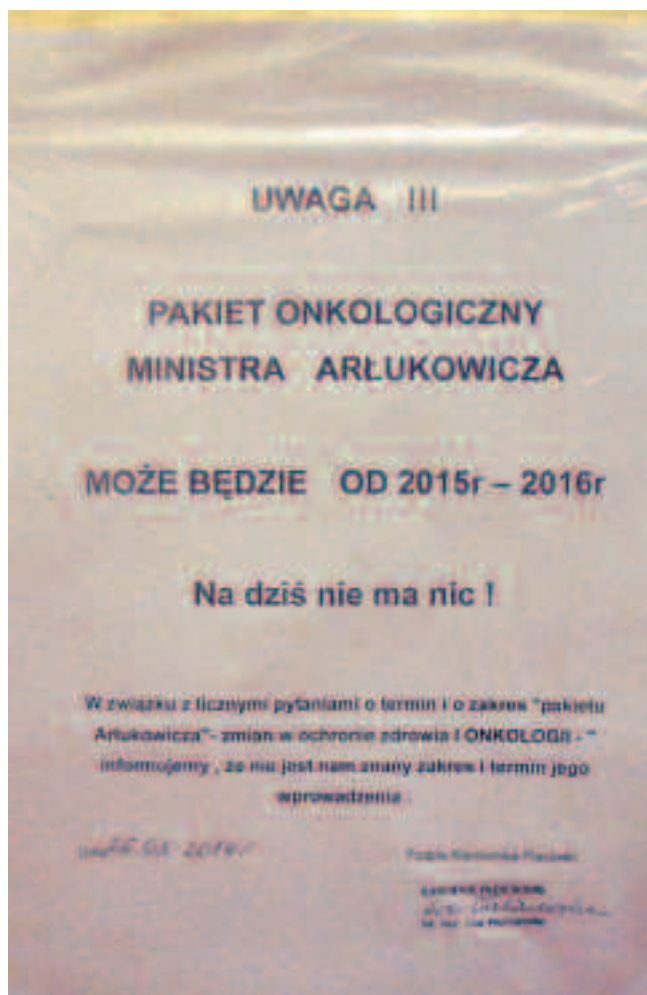 UWAGA !!!
PAKIET ONKOLOGICZNY
MINISTRA ARŁUKOWICZA
MOŻE BĘDZIE OD 2015r – 2016r
Na dziś nie ma nic !
W związku z licznymi pytaniami o termin i o zakres "pakietu
Arłukowicza"- zmian w ochronie zdrowia I ONKOLOGII - "
informujemy , że nie jest nam znany zakres i termin jego
wprowadzenia .
2014r